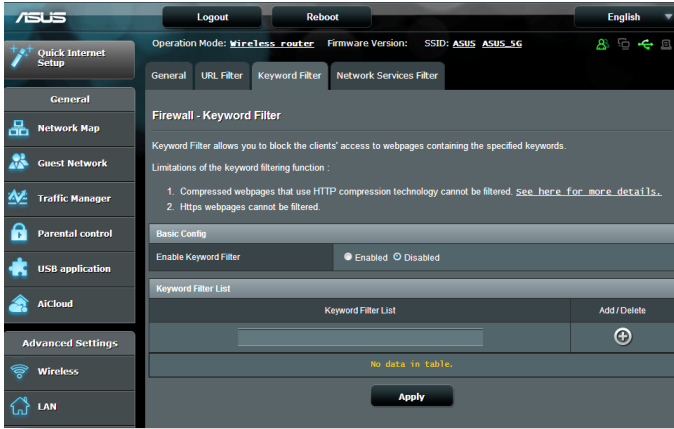 ASUS
Logout
Reboot
English
Quick Internet
Setup
Operation Mode: Wireless router Firmware Version: SSID: ASUS ASUS_5G
General
URL Filter
Keyword Filter
Network Services Filter
General
Network Map
Guest Network
Traffic Manager
Parental control
USB application
AiCloud
Advanced Settings
Wireless
LAN
Firewall - Keyword Filter
Keyword Filter allows you to block the clients' access to webpages containing the specified keywords.
Limitations of the keyword filtering function :
1. Compressed webpages that use HTTP compression technology cannot be filtered. See here for more details.
2. Https webpages cannot be filtered.
Basic Config
Enable Keyword Filter
Enabled Disabled
Keyword Filter List
Keyword Filter List
Add / Delete
No data in table.
Apply